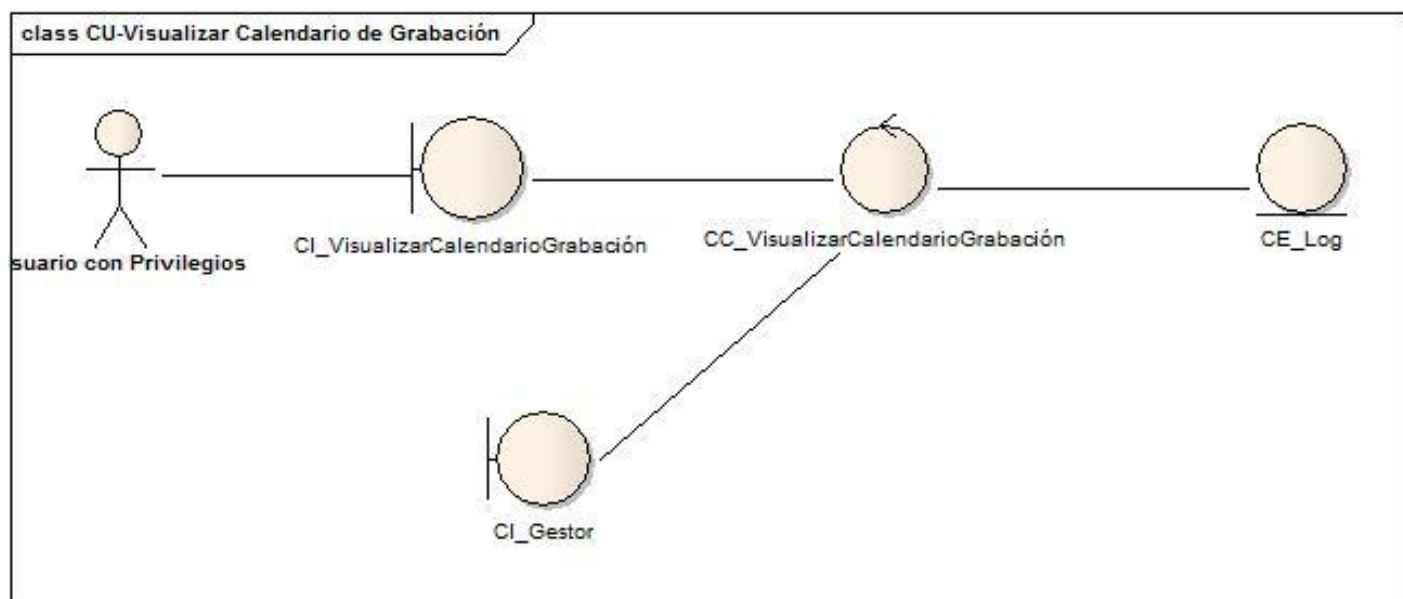 class CU-Visualizar Calendario de Grabación
CI_VisualizarCalendarioGrabación
CC_VisualizarCalendarioGrabación
CE_Log
suario con Privilegios
CI_Gestor